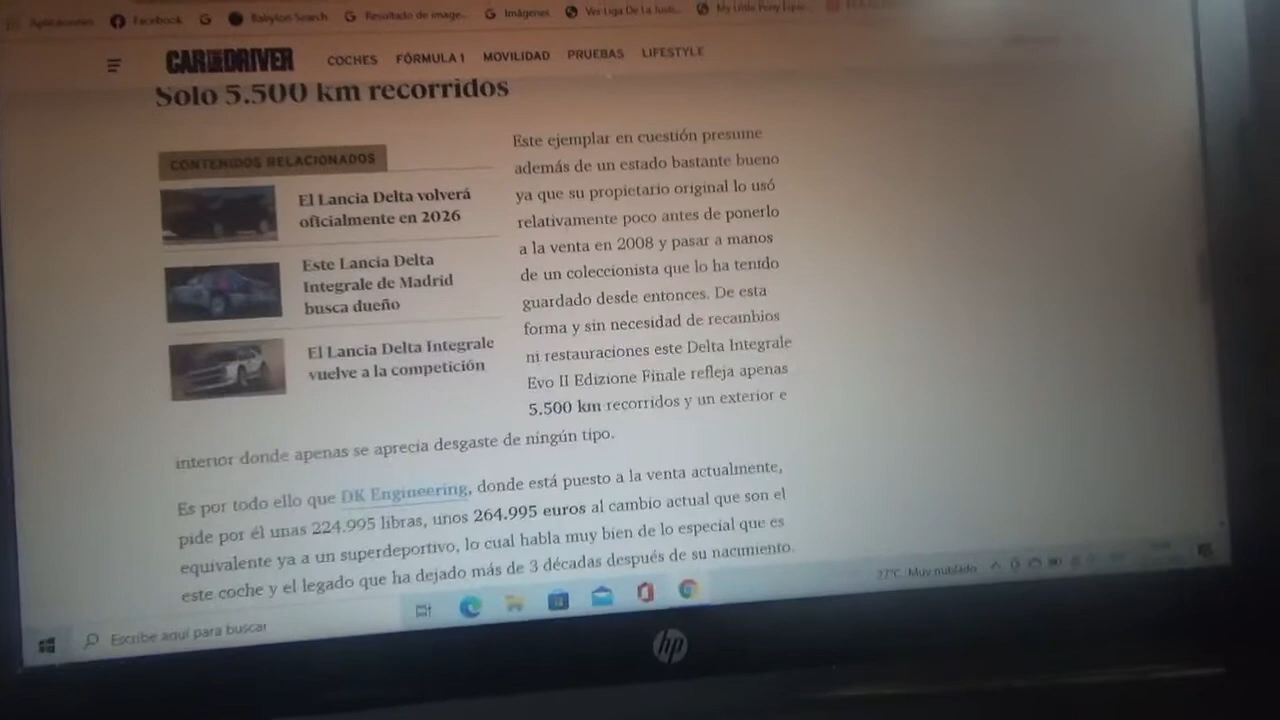 Aplicaciones Facebook Babylon Search Resultado de image... Imágenes Ver Liga De La Justi... My Little Pony Eque...
CAR AND DRIVER COCHES FÓRMULA 1 MOVILIDAD PRUEBAS LIFESTYLE
Solo 5.500 km recorridos
CONTENIDOS RELACIONADOS
El Lancia Delta volverá
oficialmente en 2026
Este Lancia Delta
Integrale de Madrid
busca dueño
El Lancia Delta Integrale
vuelve a la competición
Este ejemplar en cuestión presume
además de un estado bastante bueno
ya que su propietario original lo usó
relativamente poco antes de ponerlo
a la venta en 2008 y pasar a manos
de un coleccionista que lo ha tenido
guardado desde entonces. De esta
forma y sin necesidad de recambios
ni restauraciones este Delta Integrale
Evo II Edizione Finale refleja apenas
5.500 km recorridos y un exterior e
interior donde apenas se aprecia desgaste de ningún tipo.
Es por todo ello que DK Engineering, donde está puesto a la venta actualmente,
pide por él unas 224.995 libras, unos 264.995 euros al cambio actual que son el
equivalente ya a un superdeportivo, lo cual habla muy bien de lo especial que es
este coche y el legado que ha dejado más de 3 décadas después de su nacimiento.
27°C Muy nublado
Escribe aquí para buscar
hp